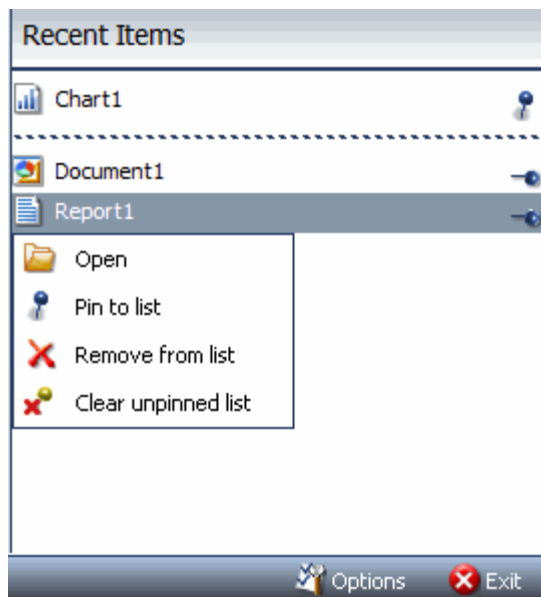 Recent Items
Chart1
Document1
Report1
Open
Pin to list
Remove from list
Clear unpinned list
Options Exit